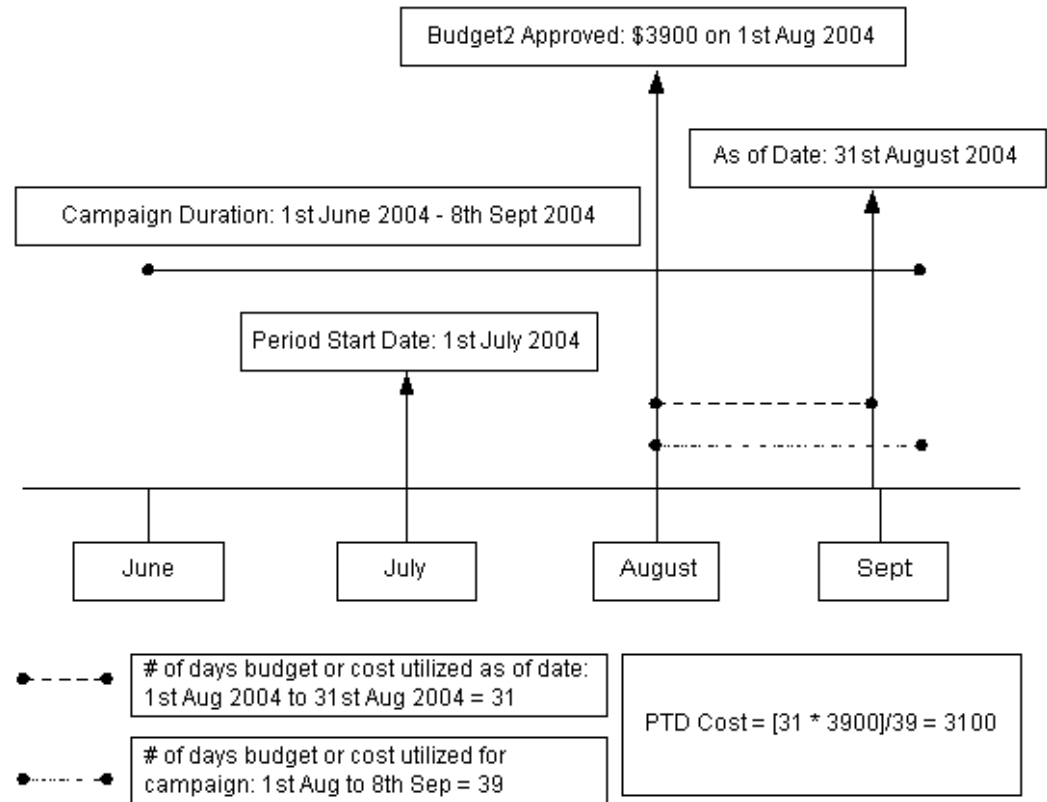 Budget2 Approved: $3900 on 1st Aug 2004
As of Date: 31st August 2004
Campaign Duration: 1st June 2004 - 8th Sept 2004
Period Start Date: 1st July 2004
June
July
August
Sept
# of days budget or cost utilized as of date:
1st Aug 2004 to 31st Aug 2004 = 31
PTD Cost = [31 * 3900]/39 = 3100
# of days budget or cost utilized for
campaign: 1st Aug to 8th Sep = 39